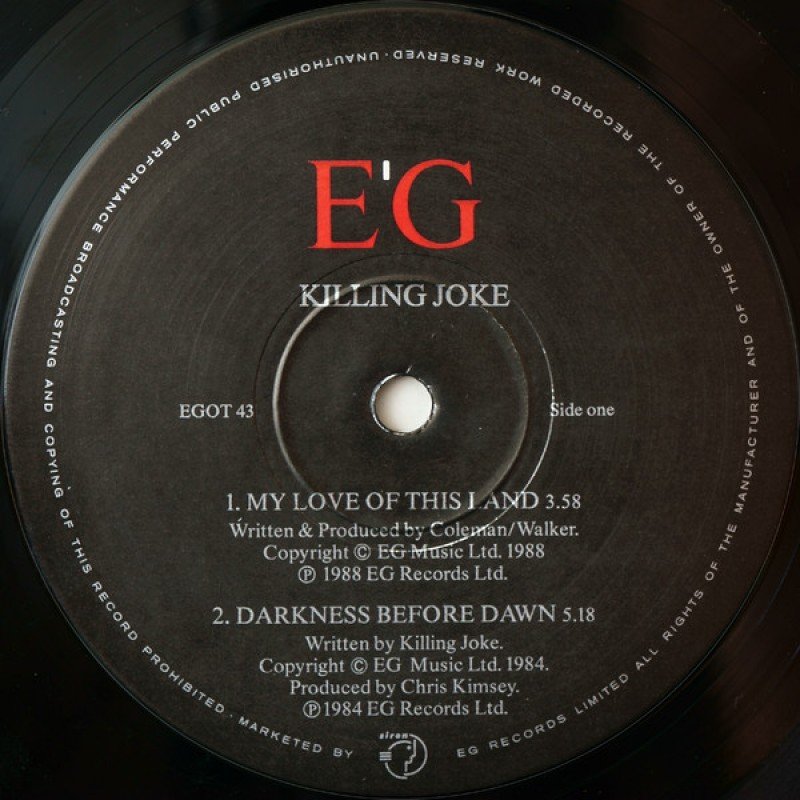 E'G
KILLING JOKE
EGOT 43
Side one
1. MY LOVE OF THIS LAND 3.58
Written & Produced by Coleman/Walker.
Copyright © EG Music Ltd. 1988
℗ 1988 EG Records Ltd.
2. DARKNESS BEFORE DAWN 5.18
Written by Killing Joke.
Copyright © EG Music Ltd. 1984.
Produced by Chris Kimsey.
℗ 1984 EG Records Ltd.
ALL RIGHTS OF THE MANUFACTURER AND OF THE OWNER OF THE RECORDED WORK RESERVED · UNAUTHORISED PUBLIC PERFORMANCE BROADCASTING AND COPYING OF THIS RECORD PROHIBITED · MARKETED BY
siren
EG RECORDS LIMITED